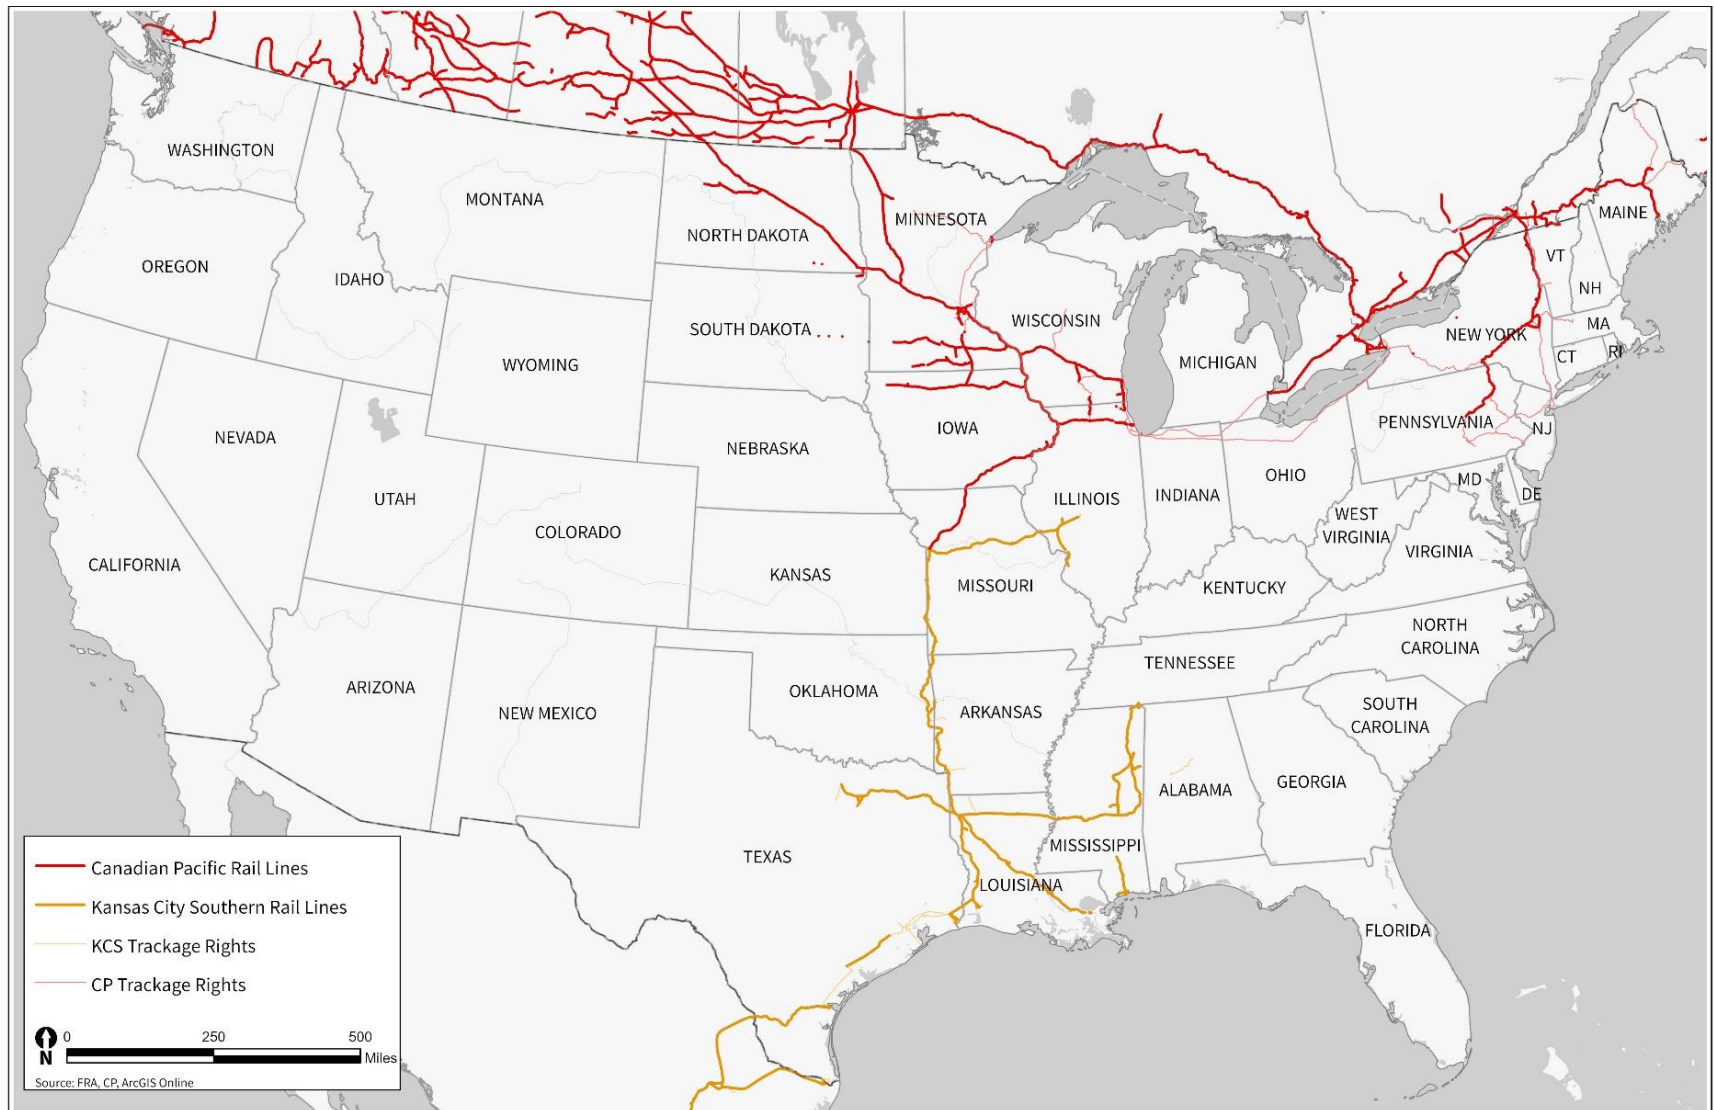 WASHINGTON
MONTANA
NORTH DAKOTA
MINNESOTA
MAINE
OREGON
IDAHO
SOUTH DAKOTA
WISCONSIN
MICHIGAN
NEW YORK
VT
NH
MA
CT
RI
WYOMING
NEVADA
UTAH
COLORADO
NEBRASKA
IOWA
ILLINOIS
INDIANA
OHIO
PENNSYLVANIA
NJ
MD
DE
WEST
VIRGINIA
VIRGINIA
CALIFORNIA
KANSAS
MISSOURI
KENTUCKY
NORTH
CAROLINA
TENNESSEE
ARIZONA
NEW MEXICO
OKLAHOMA
ARKANSAS
SOUTH
CAROLINA
ALABAMA
GEORGIA
TEXAS
MISSISSIPPI
LOUISIANA
FLORIDA
Canadian Pacific Rail Lines
Kansas City Southern Rail Lines
KCS Trackage Rights
CP Trackage Rights
N
0 250 500
Miles
Source: FRA, CP, ArcGIS Online